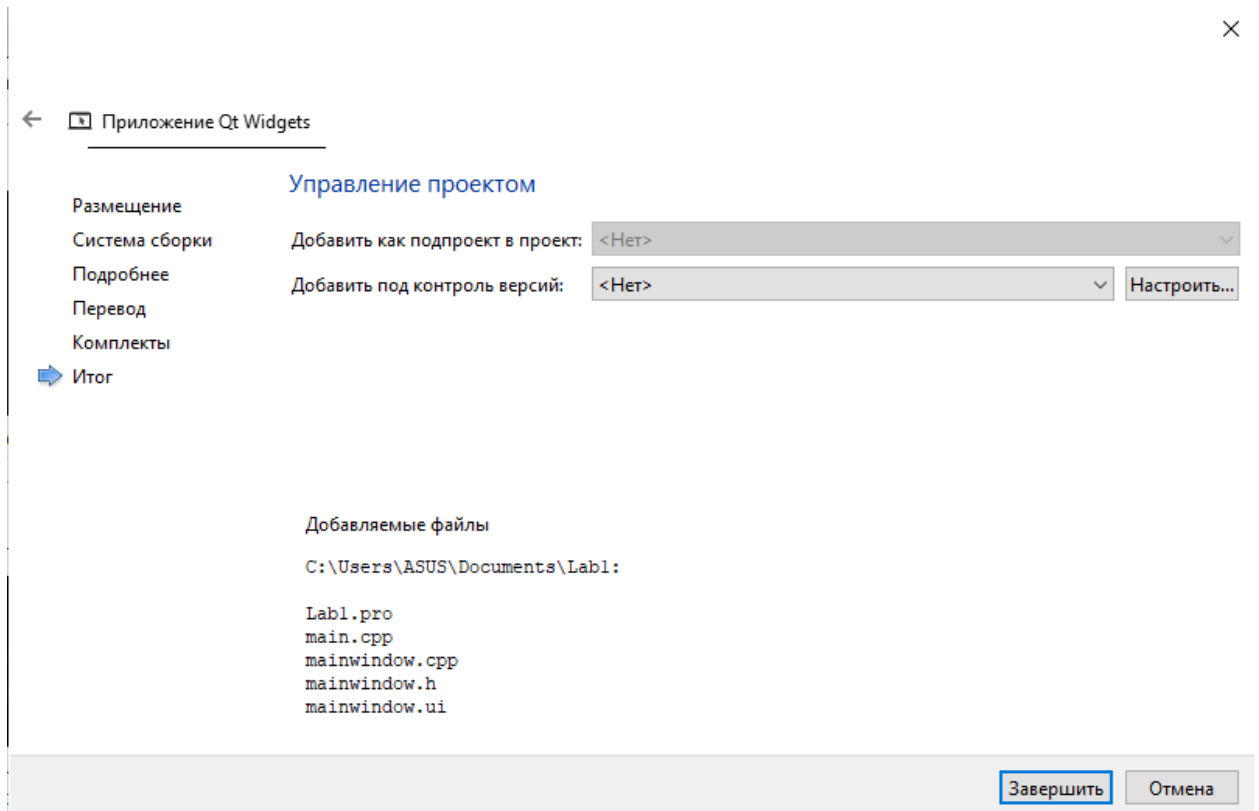 Приложение Qt Widgets
Размещение
Система сборки
Подробнее
Перевод
Комплекты
Итог
Управление проектом
Добавить как подпроект в проект: <Нет>
Добавить под контроль версий: <Нет> Настроить...
Добавляемые файлы
C:\Users\ASUS\Documents\Lab1:
Lab1.pro
main.cpp
mainwindow.cpp
mainwindow.h
mainwindow.ui
Завершить Отмена